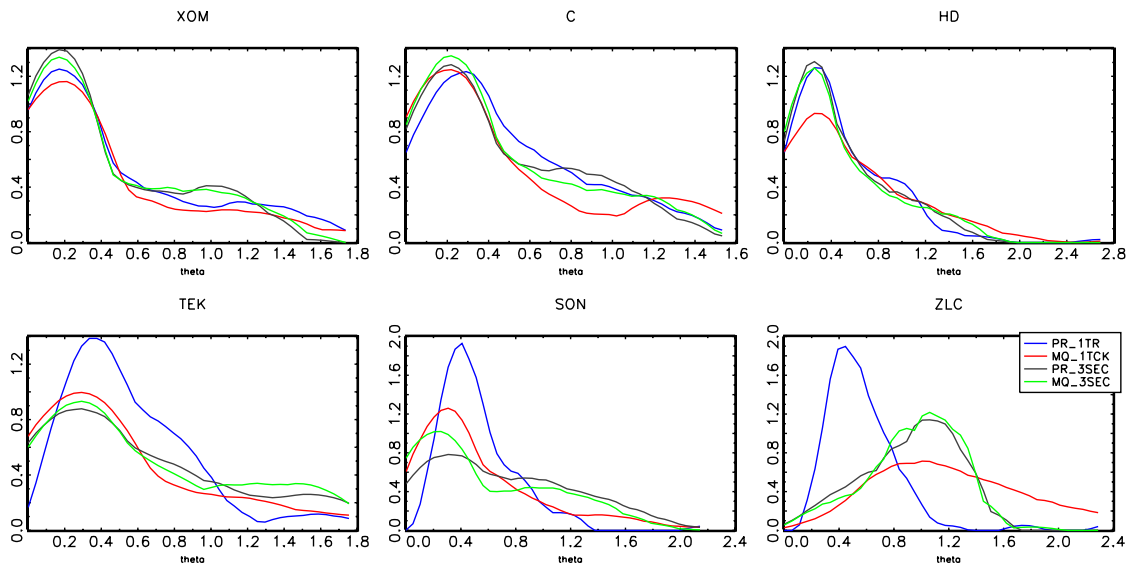 XOM
C
HD
0.0 0.4 0.8 1.2
0.0 0.2 0.4 0.6 0.8 1.0 1.2 1.4 1.6 1.8
theta
0.0 0.4 0.8 1.2
0.0 0.2 0.4 0.6 0.8 1.0 1.2 1.4 1.6
theta
0.0 0.4 0.8 1.2
0.0 0.4 0.8 1.2 1.6 2.0 2.4 2.8
theta
TEK
SON
ZLC
0.0 0.4 0.8 1.2
0.0 0.2 0.4 0.6 0.8 1.0 1.2 1.4 1.6 1.8
theta
0.0 0.4 0.8 1.2 1.6 2.0
0.0 0.4 0.8 1.2 1.6 2.0 2.4
theta
0.0 0.4 0.8 1.2 1.6 2.0
0.0 0.4 0.8 1.2 1.6 2.0 2.4
theta
PR_1TR
MQ_1TCK
PR_3SEC
MQ_3SEC